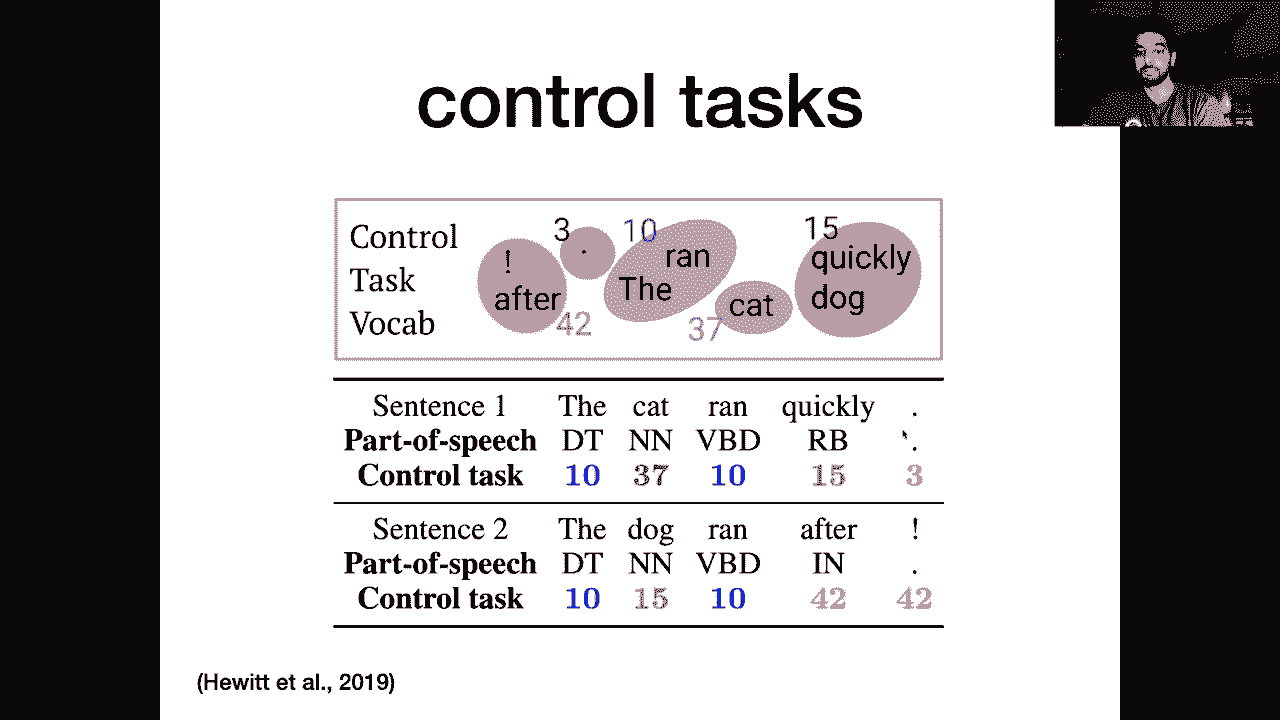 control tasks
Control
Task
Vocab
3
10
15
!
.
ran
quickly
after
The
cat
dog
42
37
Sentence 1 The cat ran quickly .
Part-of-speech DT NN VBD RB .
Control task 10 37 10 15 3
Sentence 2 The dog ran after !
Part-of-speech DT NN VBD IN .
Control task 10 15 10 42 42
(Hewitt et al., 2019)